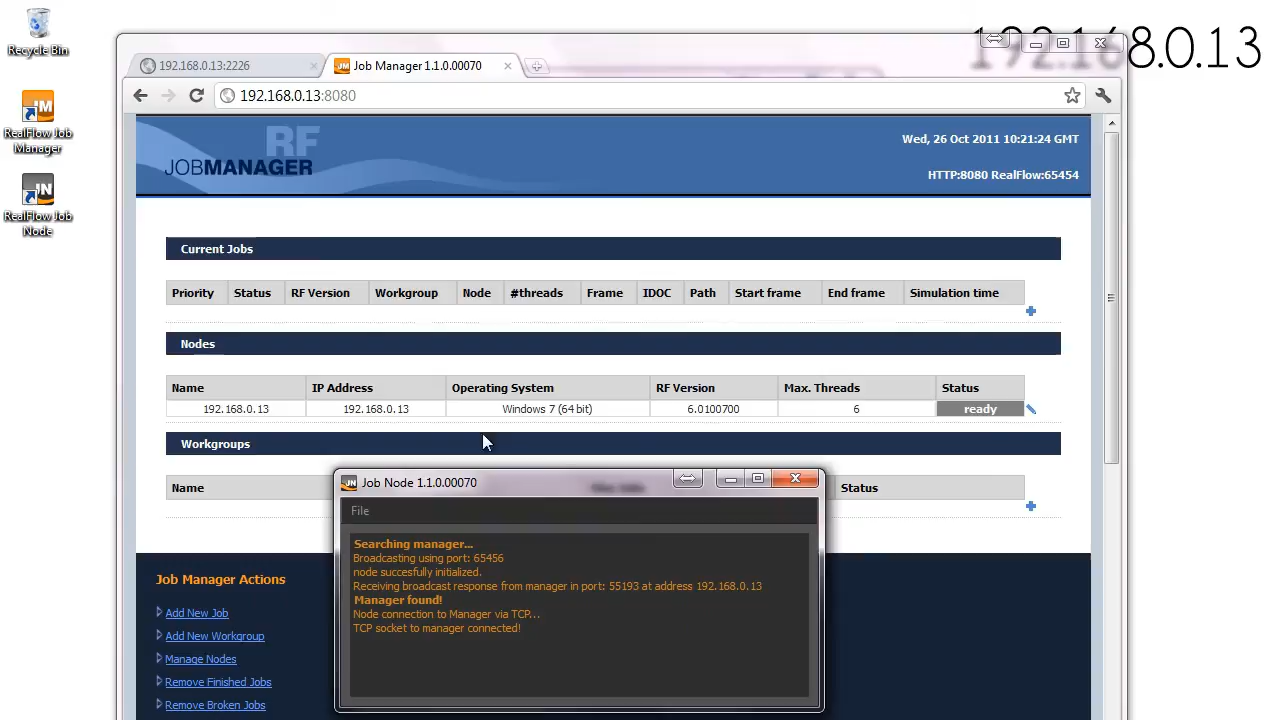 Recycle Bin
RealFlow Job
Manager
RealFlow Job
Node
192.168.0.13
192.168.0.13:2226
Job Manager 1.1.0.00070
192.168.0.13:8080
RF
JOBMANAGER
Wed, 26 Oct 2011 10:21:24 GMT
HTTP:8080 RealFlow:65454
Current Jobs
Priority Status RF Version Workgroup Node #threads Frame IDOC Path Start frame End frame Simulation time
Nodes
Name IP Address Operating System RF Version Max. Threads Status
192.168.0.13 192.168.0.13 Windows 7 (64 bit) 6.0100700 6 ready
Workgroups
Name Status
Job Node 1.1.0.00070
File
Searching manager...
Broadcasting using port: 65456
node succesfully initialized.
Receiving broadcast response from manager in port: 55193 at address 192.168.0.13
Manager found!
Node connection to Manager via TCP...
TCP socket to manager connected!
Job Manager Actions
Add New Job
Add New Workgroup
Manage Nodes
Remove Finished Jobs
Remove Broken Jobs